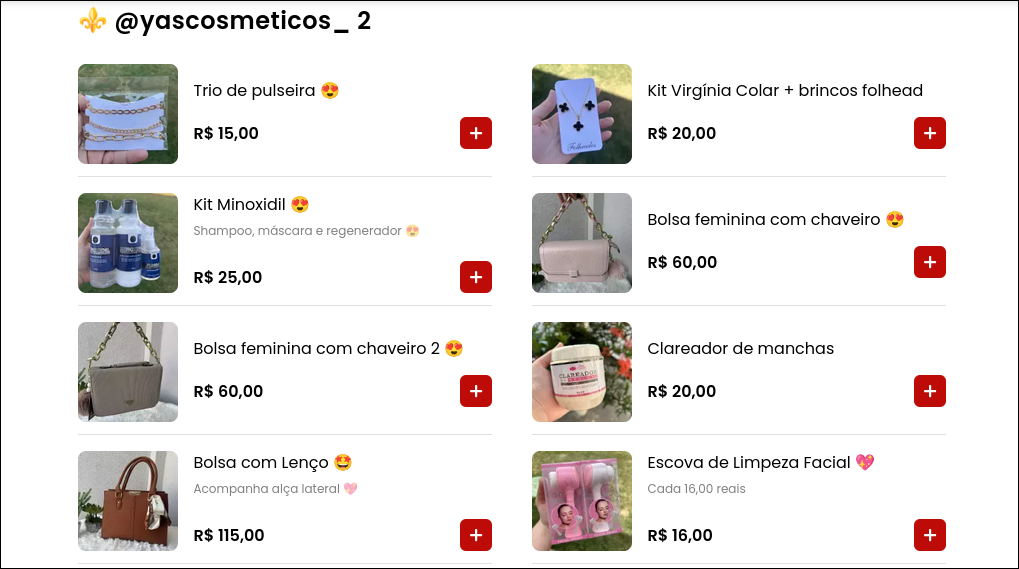 ⚜️ @yascosmeticos_ 2
Trio de pulseira 😍
R$ 15,00
Kit Virgínia Colar + brincos folhead
R$ 20,00
Folheados
Kit Minoxidil 😍
Shampoo, máscara e regenerador 😍
R$ 25,00
Bolsa feminina com chaveiro 😍
R$ 60,00
Bolsa feminina com chaveiro 2 😍
R$ 60,00
Clareador de manchas
R$ 20,00
CLAREADOR
Bolsa com Lenço 🤩
Acompanha alça lateral 💖
R$ 115,00
Escova de Limpeza Facial 💖
Cada 16,00 reais
R$ 16,00